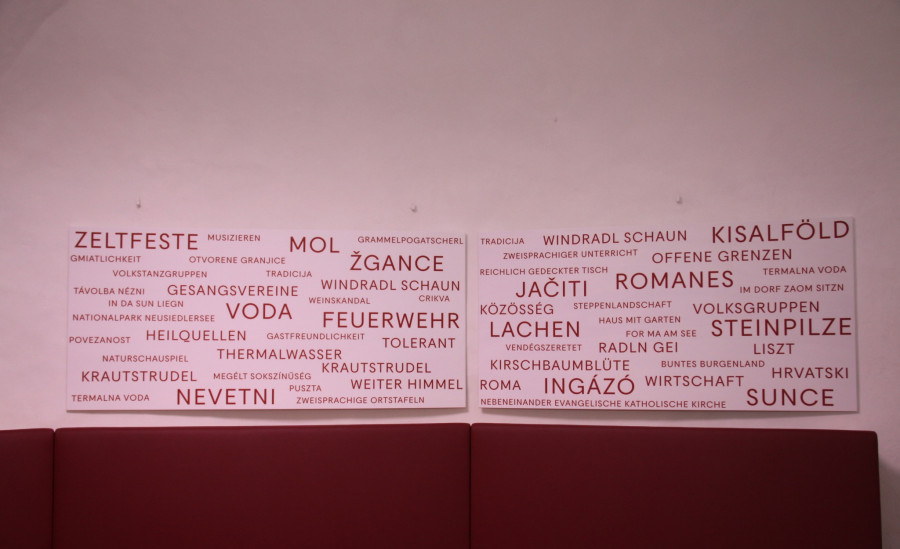 ZELTFESTE MUSIZIEREN MOL GRAMMELPOGATSCHERL
GMIATLICHKEIT OTVORENE GRANJICE ŽGANCE
VOLKSTANZGRUPPEN TRADICIJA WINDRADL SCHAUN
TÁVOLBA NÉZNI GESANGSVEREINE WEINSKANDAL CRIKVA
IN DA SUN LIEGN VODA FEUERWEHR
NATIONALPARK NEUSIEDLERSEE
POVEZANOST HEILQUELLEN GASTFREUNDLICHKEIT TOLERANT
NATURSCHAUSPIEL THERMALWASSER KRAUTSTRUDEL
KRAUTSTRUDEL MEGÉLT SOKSZÍNŰSÉG WEITER HIMMEL
TERMALNA VODA NEVETNI PUSZTA ZWEISPRACHIGE ORTSTAFELN
TRADICIJA WINDRADL SCHAUN KISALFÖLD
ZWEISPRACHIGER UNTERRICHT OFFENE GRENZEN
REICHLICH GEDECKTER TISCH JAČITI ROMANES TERMALNA VODA
IM DORF ZAOM SITZN
KÖZÖSSÉG STEPPENLANDSCHAFT VOLKSGRUPPEN
LACHEN HAUS MIT GARTEN FOR MA AM SEE STEINPILZE
VENDÉGSZERETET RADLN GEI LISZT
KIRSCHBAUMBLÜTE BUNTES BURGENLAND HRVATSKI
ROMA INGÁZÓ WIRTSCHAFT SUNCE
NEBENEINANDER EVANGELISCHE KATHOLISCHE KIRCHE